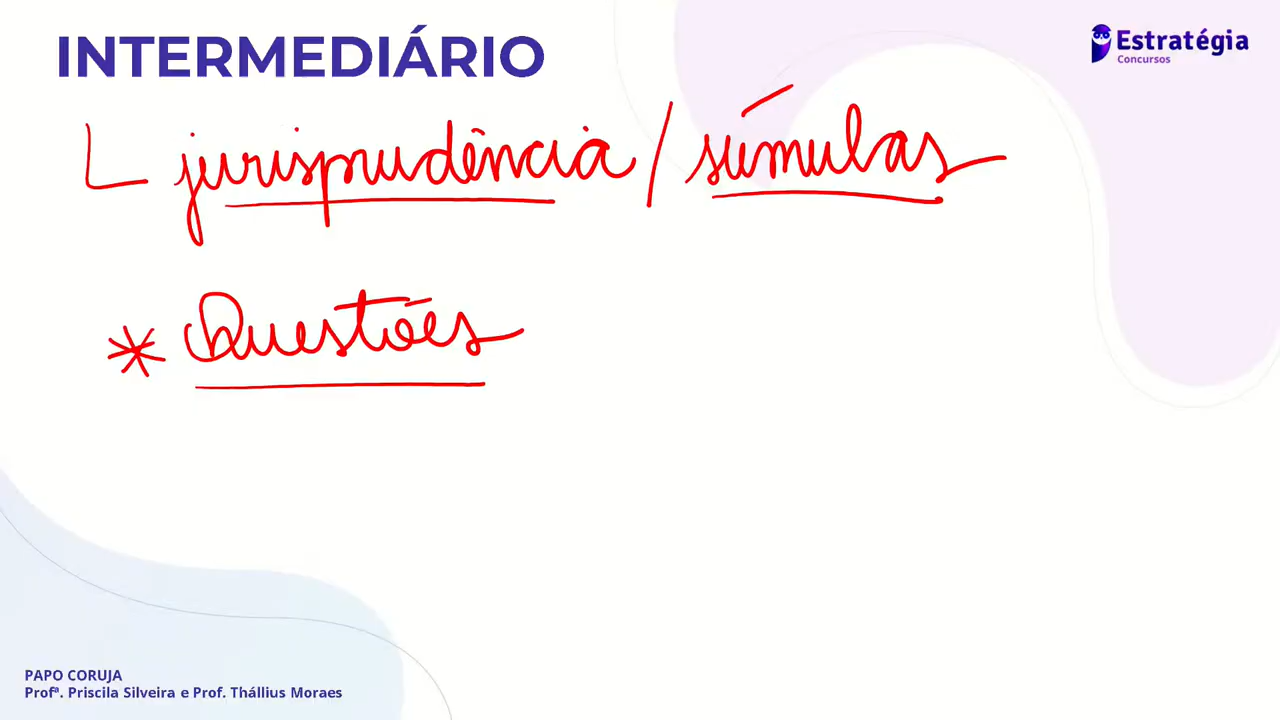 INTERMEDIÁRIO
Estratégia
Concursos
jurisprudência / súmulas
* Questões
PAPO CORUJA
Profª. Priscila Silveira e Prof. Thállius Moraes